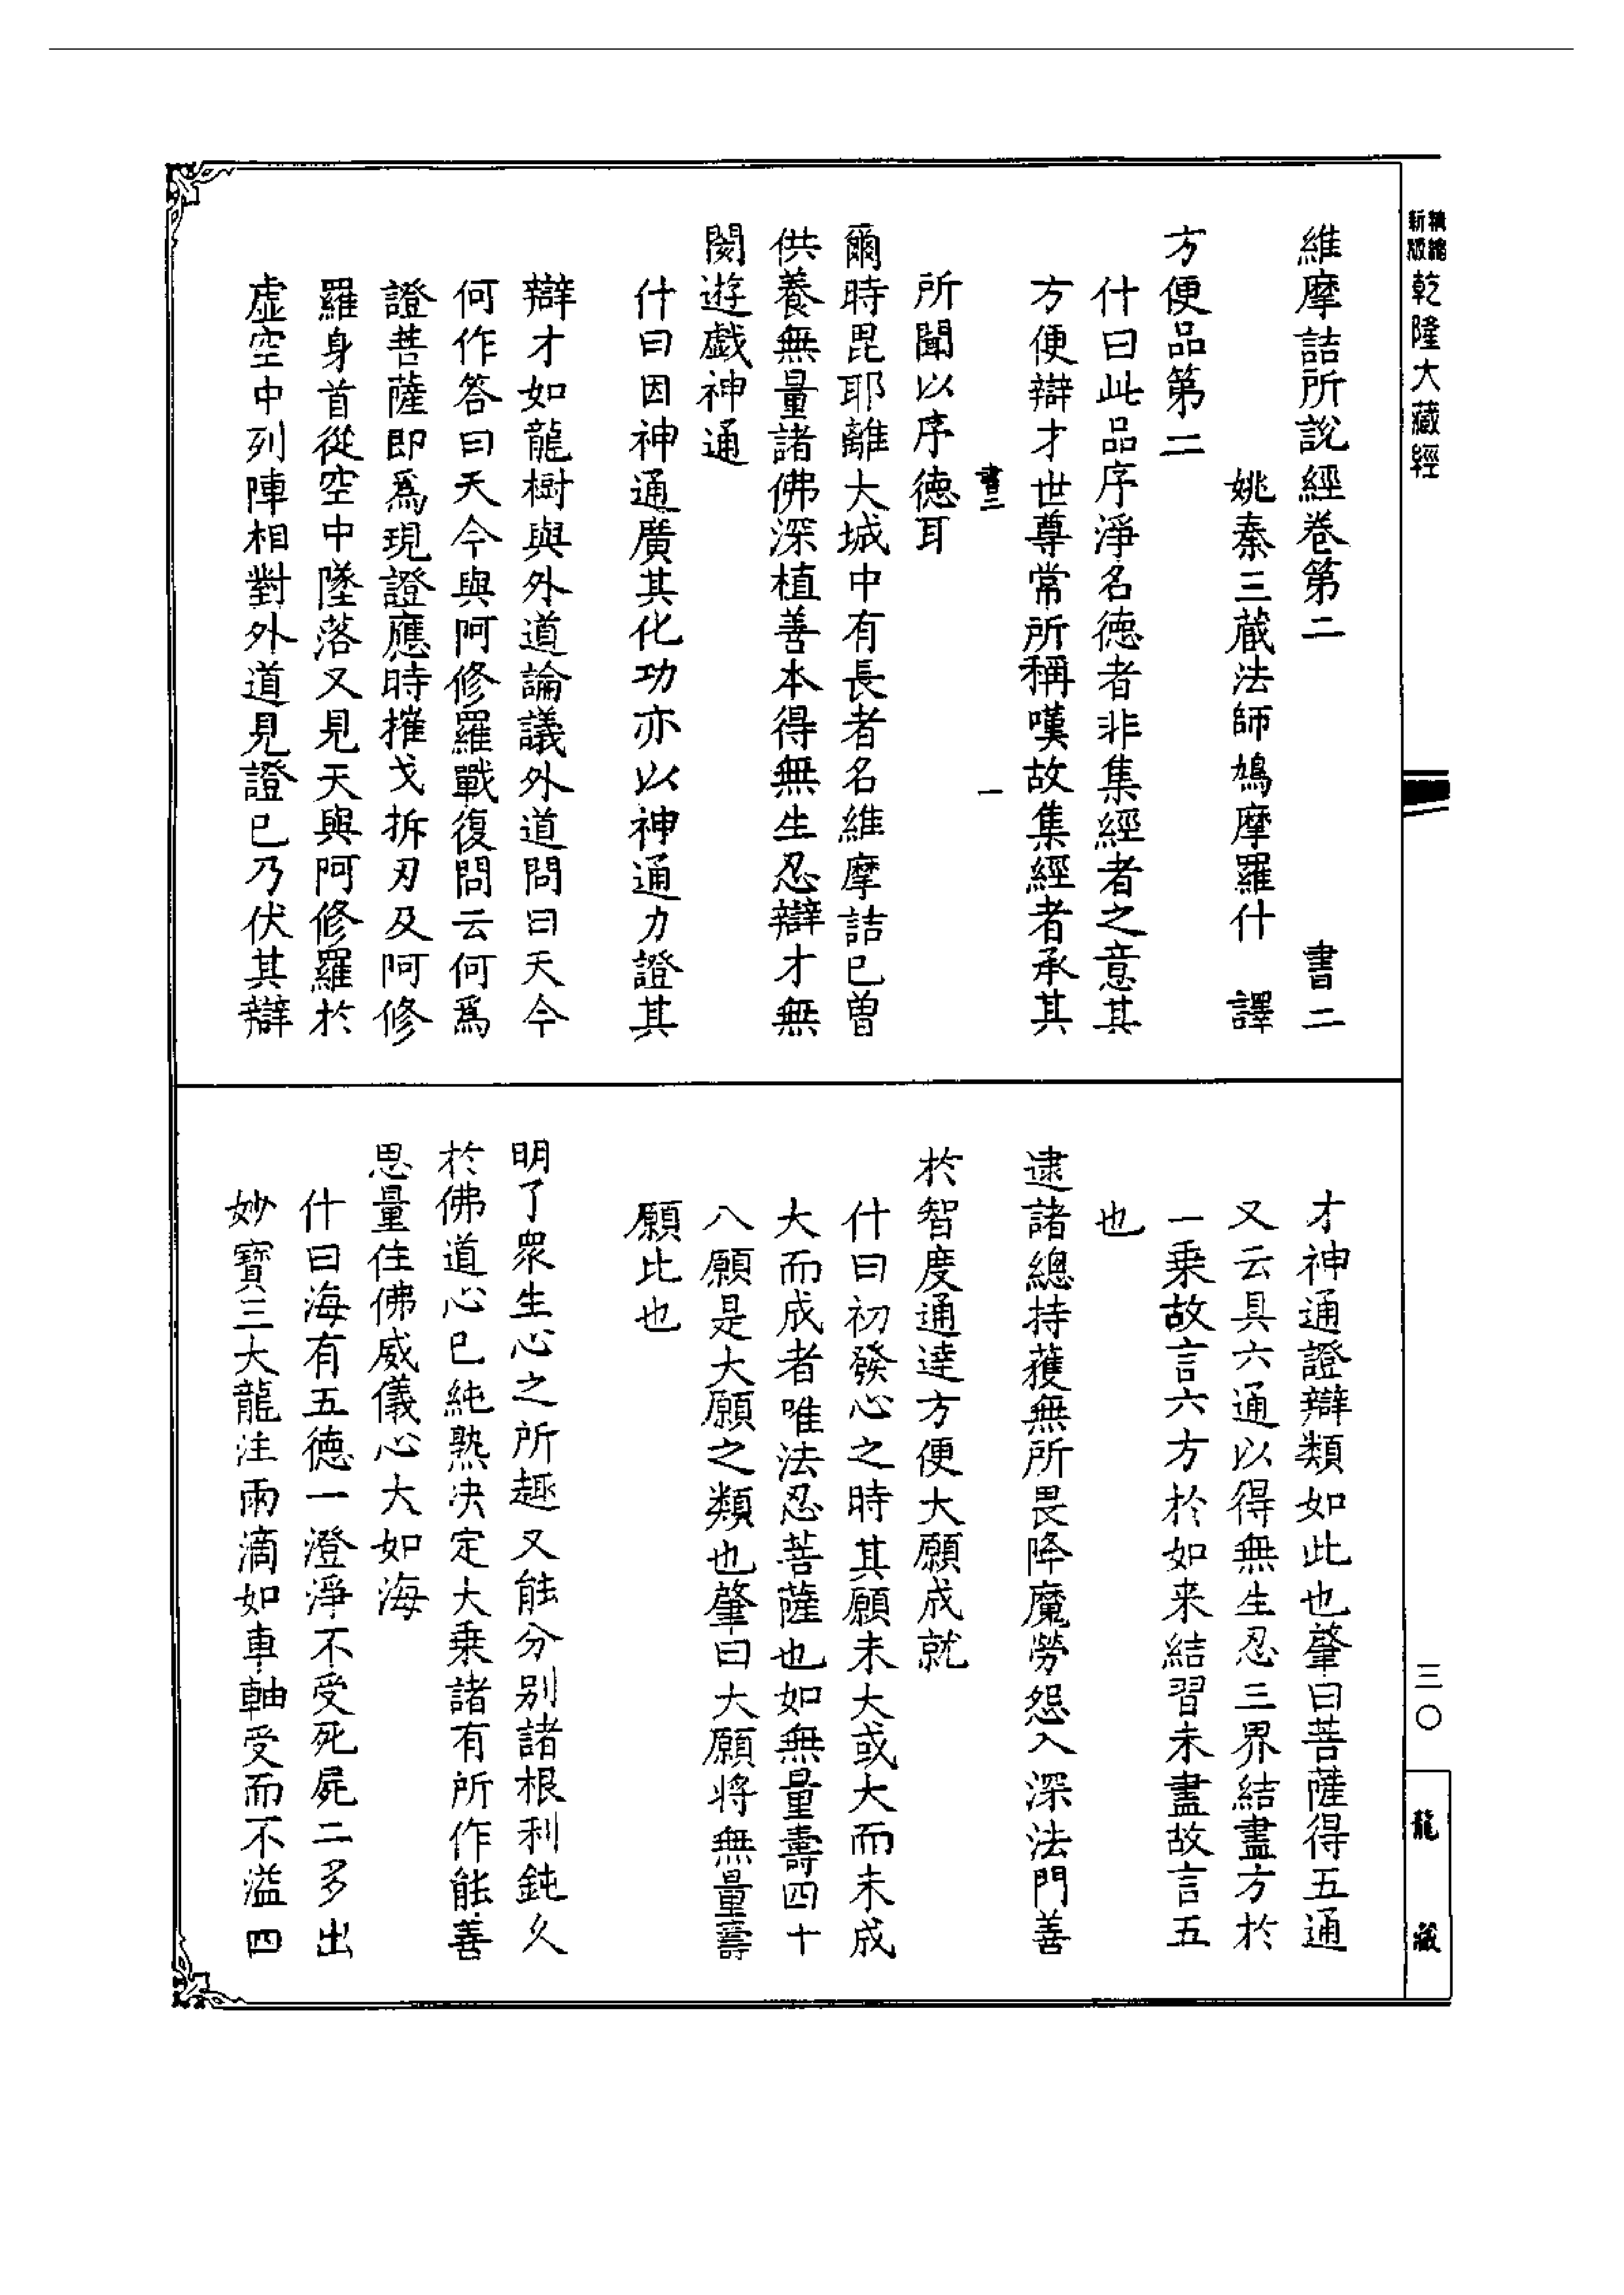 精縮新版乾隆大藏經
維摩詰所說經卷第二　書二
姚秦三藏法師鳩摩羅什　譯
方便品第二
什曰此品序淨名德者非集經者之意其
方便辯才世尊常所稱嘆故集經者承其
書二　一
所聞以序德耳
爾時毘耶離大城中有長者名維摩詰已曾
供養無量諸佛深植善本得無生忍辯才無
閡遊戲神通
什曰因神通廣其化功亦以神通力證其
辯才如龍樹與外道論議外道問曰天今
何作答曰天今與阿修羅戰復問云何爲
證菩薩即爲現證應時摧戈折刃及阿修
羅身首從空中墜落又見天與阿修羅於
虛空中列陣相對外道見證已乃伏其辯
才神通證辯類如此也肇曰菩薩得五通
又云具六通以得無生忍三界結盡方於
一乘故言六方於如来結習未盡故言五
也
逮諸總持獲無所畏降魔勞怨入深法門善
於智度通達方便大願成就
什曰初發心之時其願未大或大而未成
大而成者唯法忍菩薩也如無量壽四十
八願是大願之類也肇曰大願將無量壽
願比也
明了衆生心之所趣又能分別諸根利鈍久
於佛道心已純熟决定大乘諸有所作能善
思量住佛威儀心大如海
什曰海有五德一澄淨不受死屍二多出
妙寶三大龍注雨滴如車軸受而不溢四
三〇
龍藏